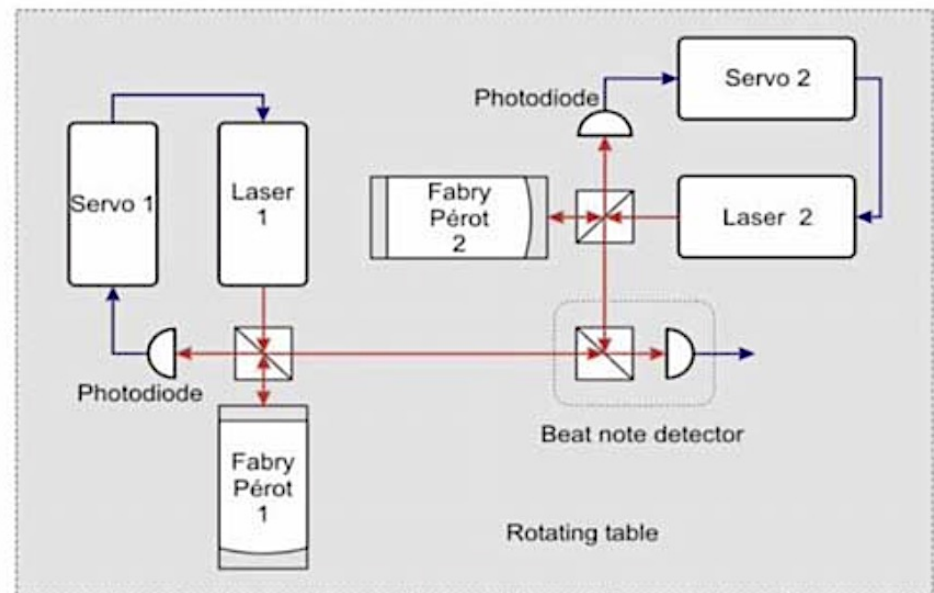 Servo 2
Photodiode
Servo 1
Laser
1
Fabry
Pérot
2
Laser 2
Photodiode
Beat note detector
Fabry
Pérot
1
Rotating table